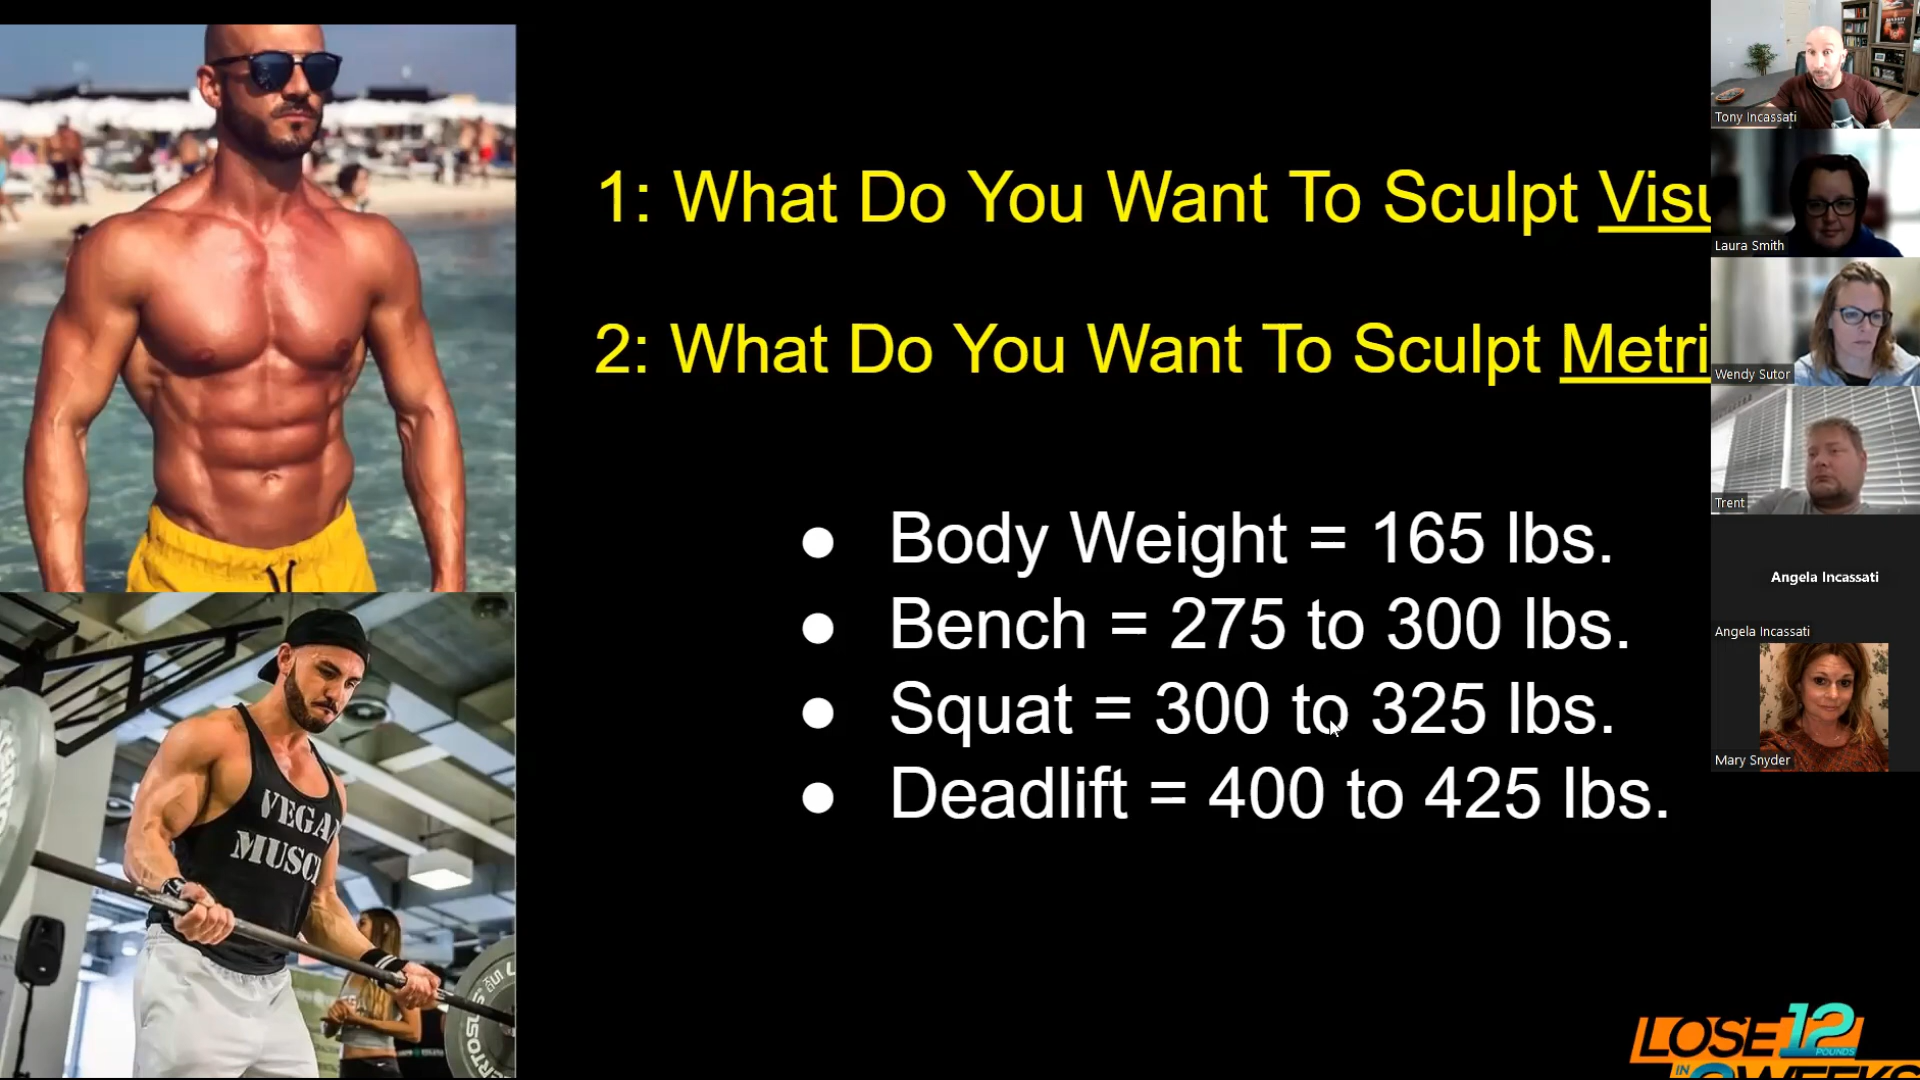 1: What Do You Want To Sculpt Visu
2: What Do You Want To Sculpt Metri
● Body Weight = 165 lbs.
● Bench = 275 to 300 lbs.
● Squat = 300 to 325 lbs.
● Deadlift = 400 to 425 lbs.
VEGAN
MUSCL
Tony Incassati
Laura Smith
Wendy Sutor
Trent
Angela Incassati
Angela Incassati
Mary Snyder
LOSE 12
POUNDS
IN
WEEKS